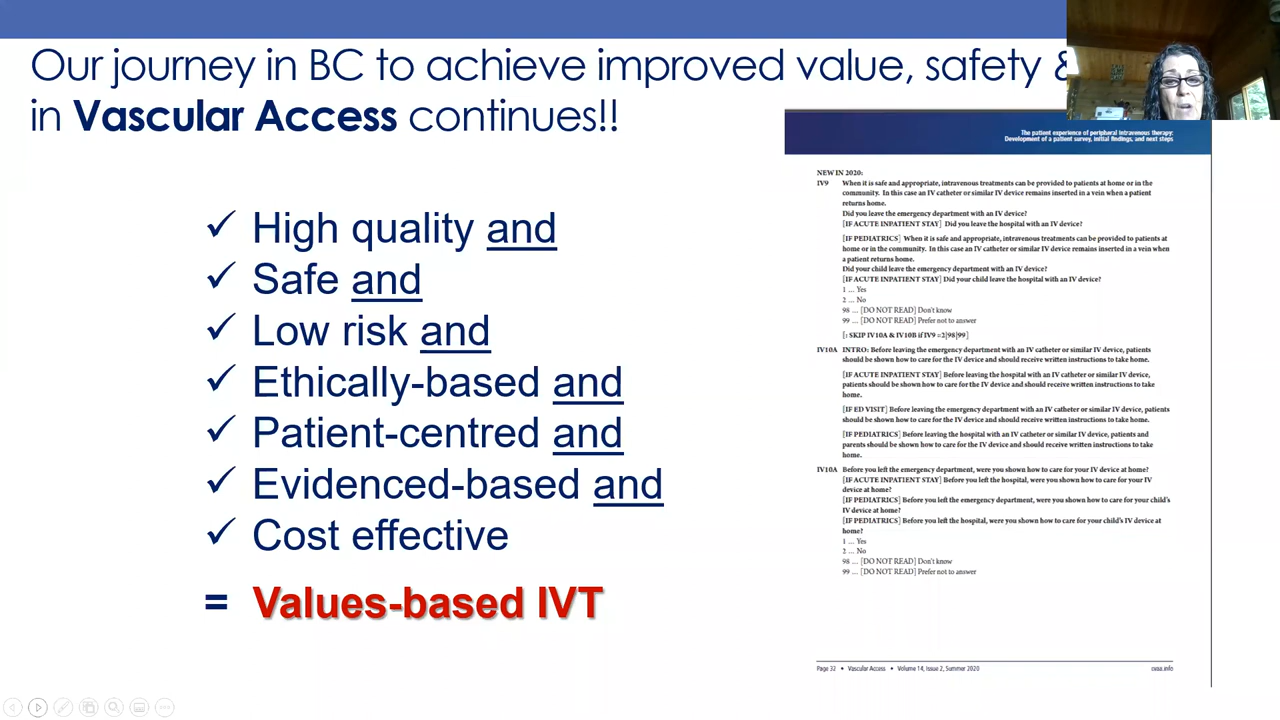 Our journey in BC to achieve improved value, safety &
in Vascular Access continues!!
✓ High quality and
✓ Safe and
✓ Low risk and
✓ Ethically-based and
✓ Patient-centred and
✓ Evidenced-based and
✓ Cost effective
= Values-based IVT
The patient experience of peripheral intravenous therapy:
Development of a patient survey, initial findings, and next steps
NEW IN 2020:
IV9 When it is safe and appropriate, intravenous treatments can be provided to patients at home or in the
community. In this case an IV catheter or similar IV device remains inserted in a vein when a patient
returns home.
Did you leave the emergency department with an IV device?
[IF ACUTE INPATIENT STAY] Did you leave the hospital with an IV device?
[IF PEDIATRICS] When it is safe and appropriate, intravenous treatments can be provided to patients at
home or in the community. In this case an IV catheter or similar IV device remains inserted in a vein when
a patient returns home.
Did your child leave the emergency department with an IV device?
[IF ACUTE INPATIENT STAY] Did your child leave the hospital with an IV device?
1 ... Yes
2 ... No
98 ... [DO NOT READ] Don't know
99 ... [DO NOT READ] Prefer not to answer
[: SKIP IV10A & IV10B if IV9 =2|98|99]
IV10A INTRO: Before leaving the emergency department with an IV catheter or similar IV device, patients
should be shown how to care for the IV device and should receive written instructions to take home.
[IF ACUTE INPATIENT STAY] Before leaving the hospital with an IV catheter or similar IV device,
patients should be shown how to care for the IV device and should receive written instructions to take
home.
[IF ED VISIT] Before leaving the emergency department with an IV catheter or similar IV device, patients
should be shown how to care for the IV device and should receive written instructions to take home.
[IF PEDIATRICS] Before leaving the hospital with an IV catheter or similar IV device, patients and
parents should be shown how to care for the IV device and should receive written instructions to take
home.
IV10A Before you left the emergency department, were you shown how to care for your IV device at home?
[IF ACUTE INPATIENT STAY] Before you left the hospital, were you shown how to care for your IV
device at home?
[IF PEDIATRICS] Before you left the emergency department, were you shown how to care for your child's
IV device at home?
[IF PEDIATRICS] Before you left the hospital, were you shown how to care for your child's IV device at
home?
1 ... Yes
2 ... No
98 ... [DO NOT READ] Don't know
99 ... [DO NOT READ] Prefer not to answer
Page 32 • Vascular Access • Volume 14, Issue 2, Summer 2020 cvaa.info